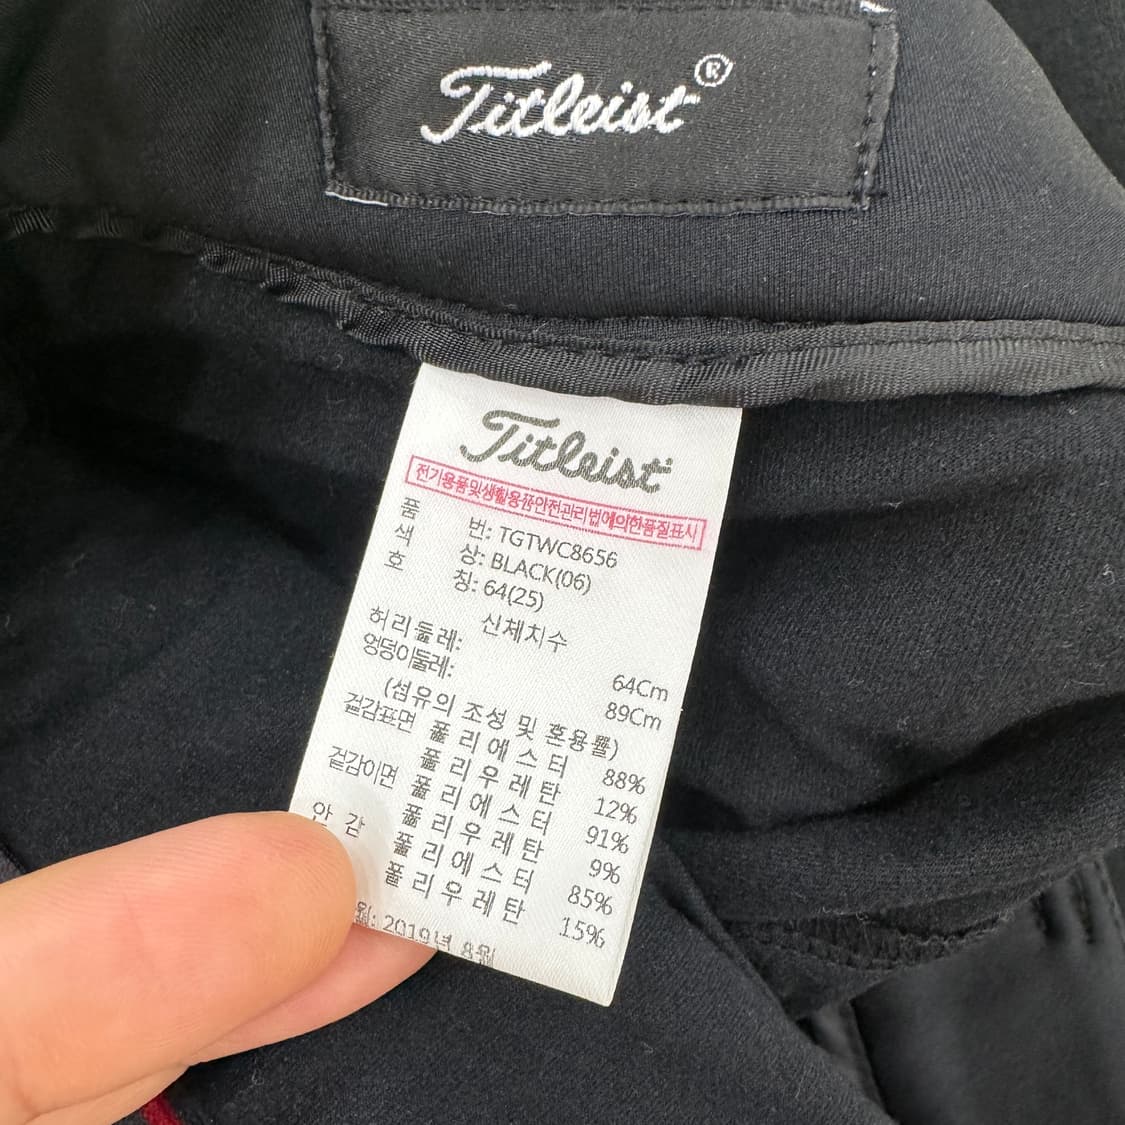 Titleist®
Titleist
전기용품및생활용품안전관리법에의한품질표시
품 번: TGTWC8656
색 상: BLACK(06)
호 칭: 64(25)
신체치수
허리둘레: 64Cm
엉덩이둘레: 89Cm
(섬유의 조성 및 혼용률)
겉감표면 폴리에스터 88%
폴리우레탄 12%
겉감이면 폴리에스터 91%
폴리우레탄 9%
안 감 폴리에스터 85%
폴리우레탄 15%
월: 2019년 8월